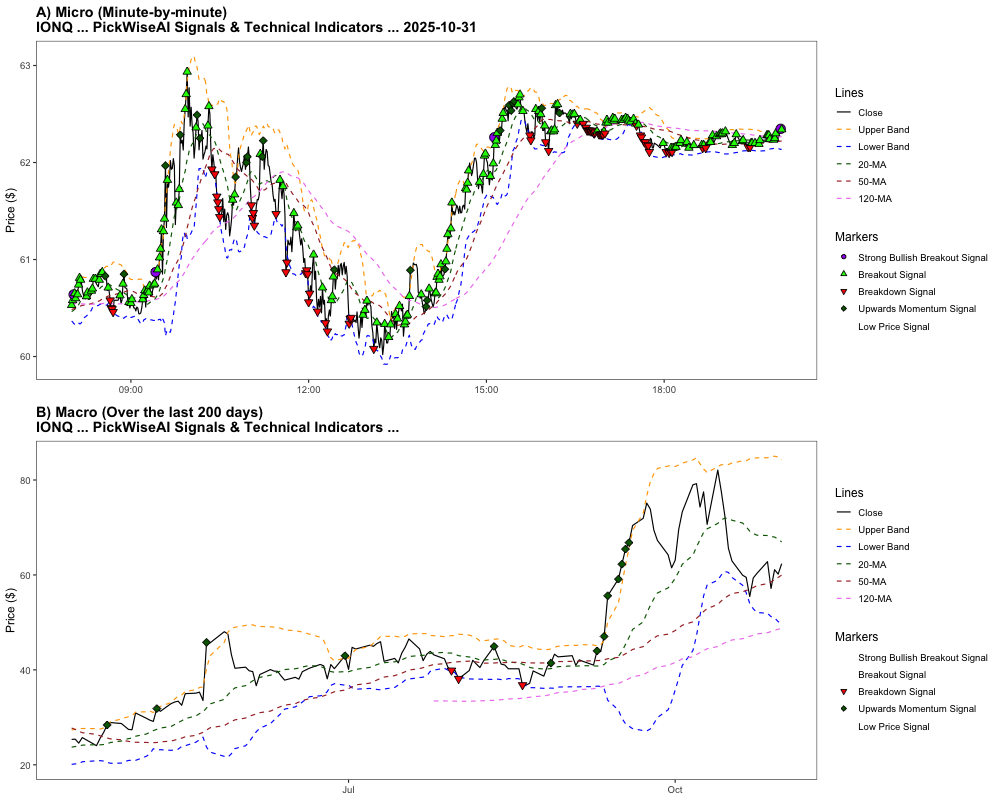 A) Micro (Minute-by-minute)
IONQ ... PickWiseAI Signals & Technical Indicators ... 2025-10-31
Price ($)
63
62
61
60
09:00
12:00
15:00
18:00
Lines
Close
Upper Band
Lower Band
20-MA
50-MA
120-MA
Markers
Strong Bullish Breakout Signal
Breakout Signal
Breakdown Signal
Upwards Momentum Signal
Low Price Signal
B) Macro (Over the last 200 days)
IONQ ... PickWiseAI Signals & Technical Indicators ...
Price ($)
80
60
40
20
Jul
Oct
Lines
Close
Upper Band
Lower Band
20-MA
50-MA
120-MA
Markers
Strong Bullish Breakout Signal
Breakout Signal
Breakdown Signal
Upwards Momentum Signal
Low Price Signal